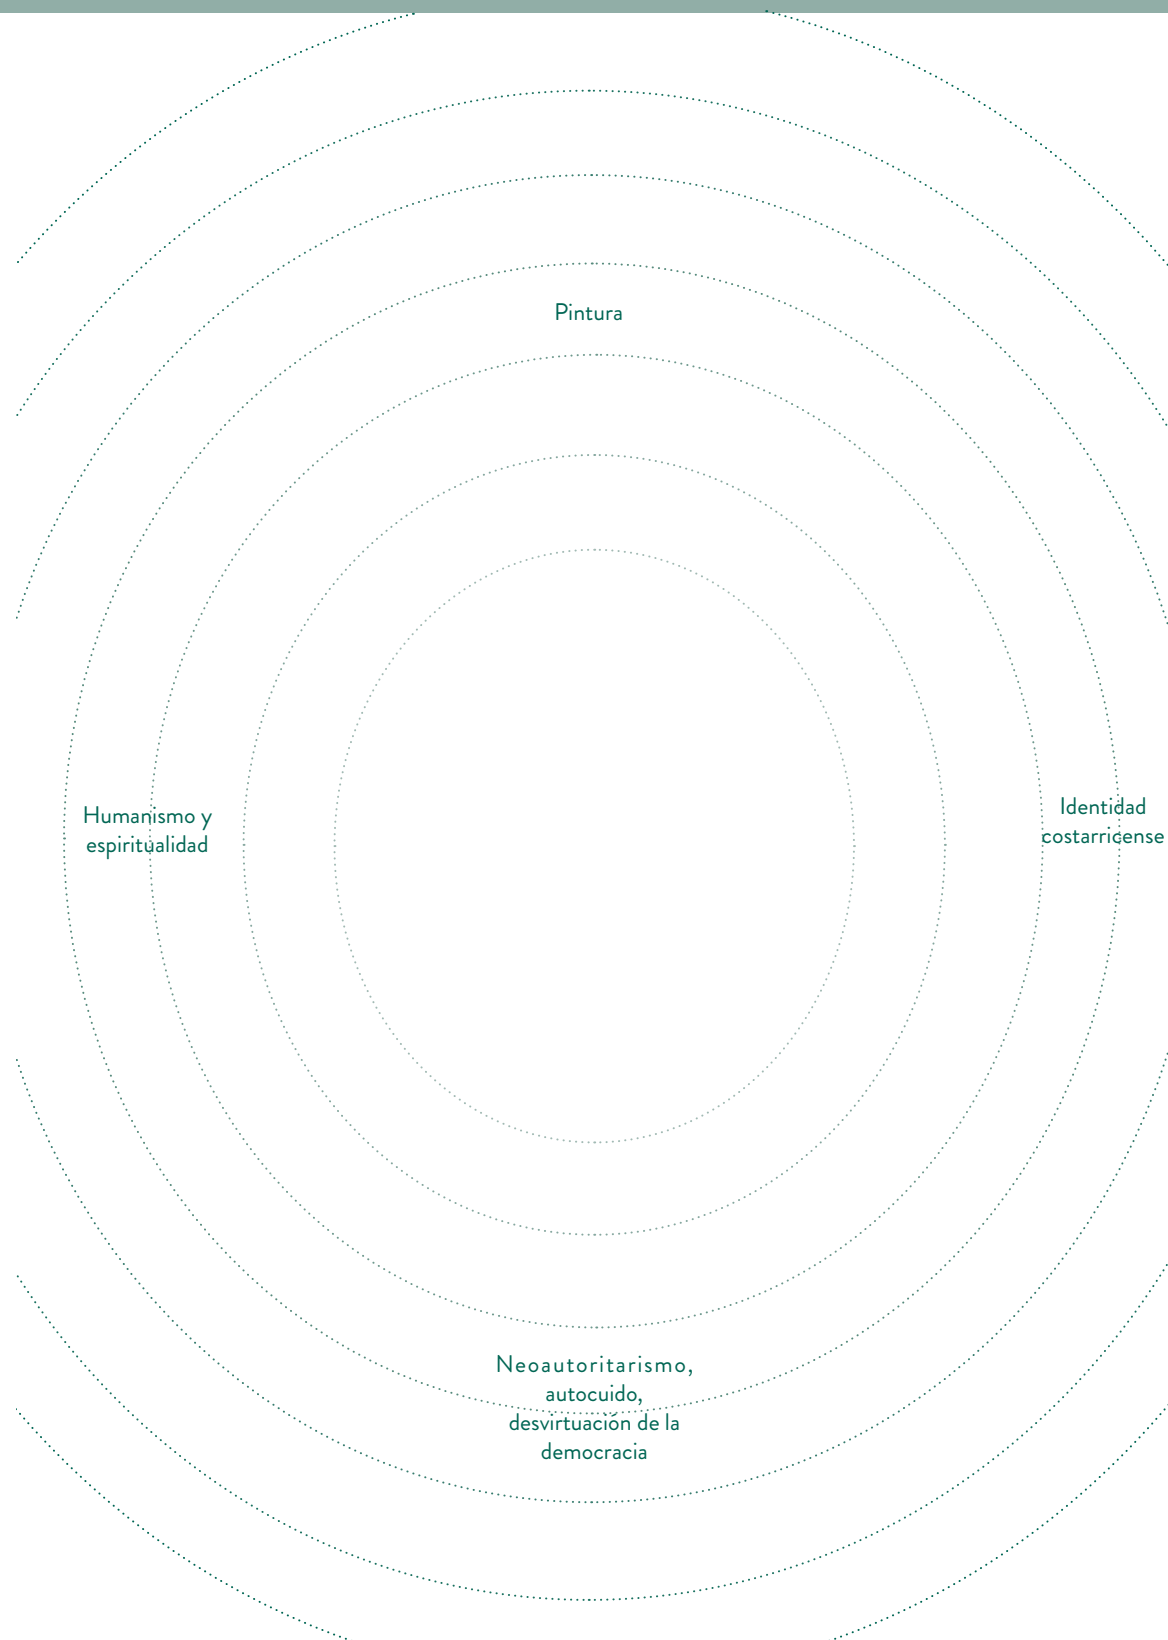 Pintura
Humanismo y
espiritualidad
Identidad
costarricense
Neoautoritarismo,
autocuido,
desvirtuación de la
democracia